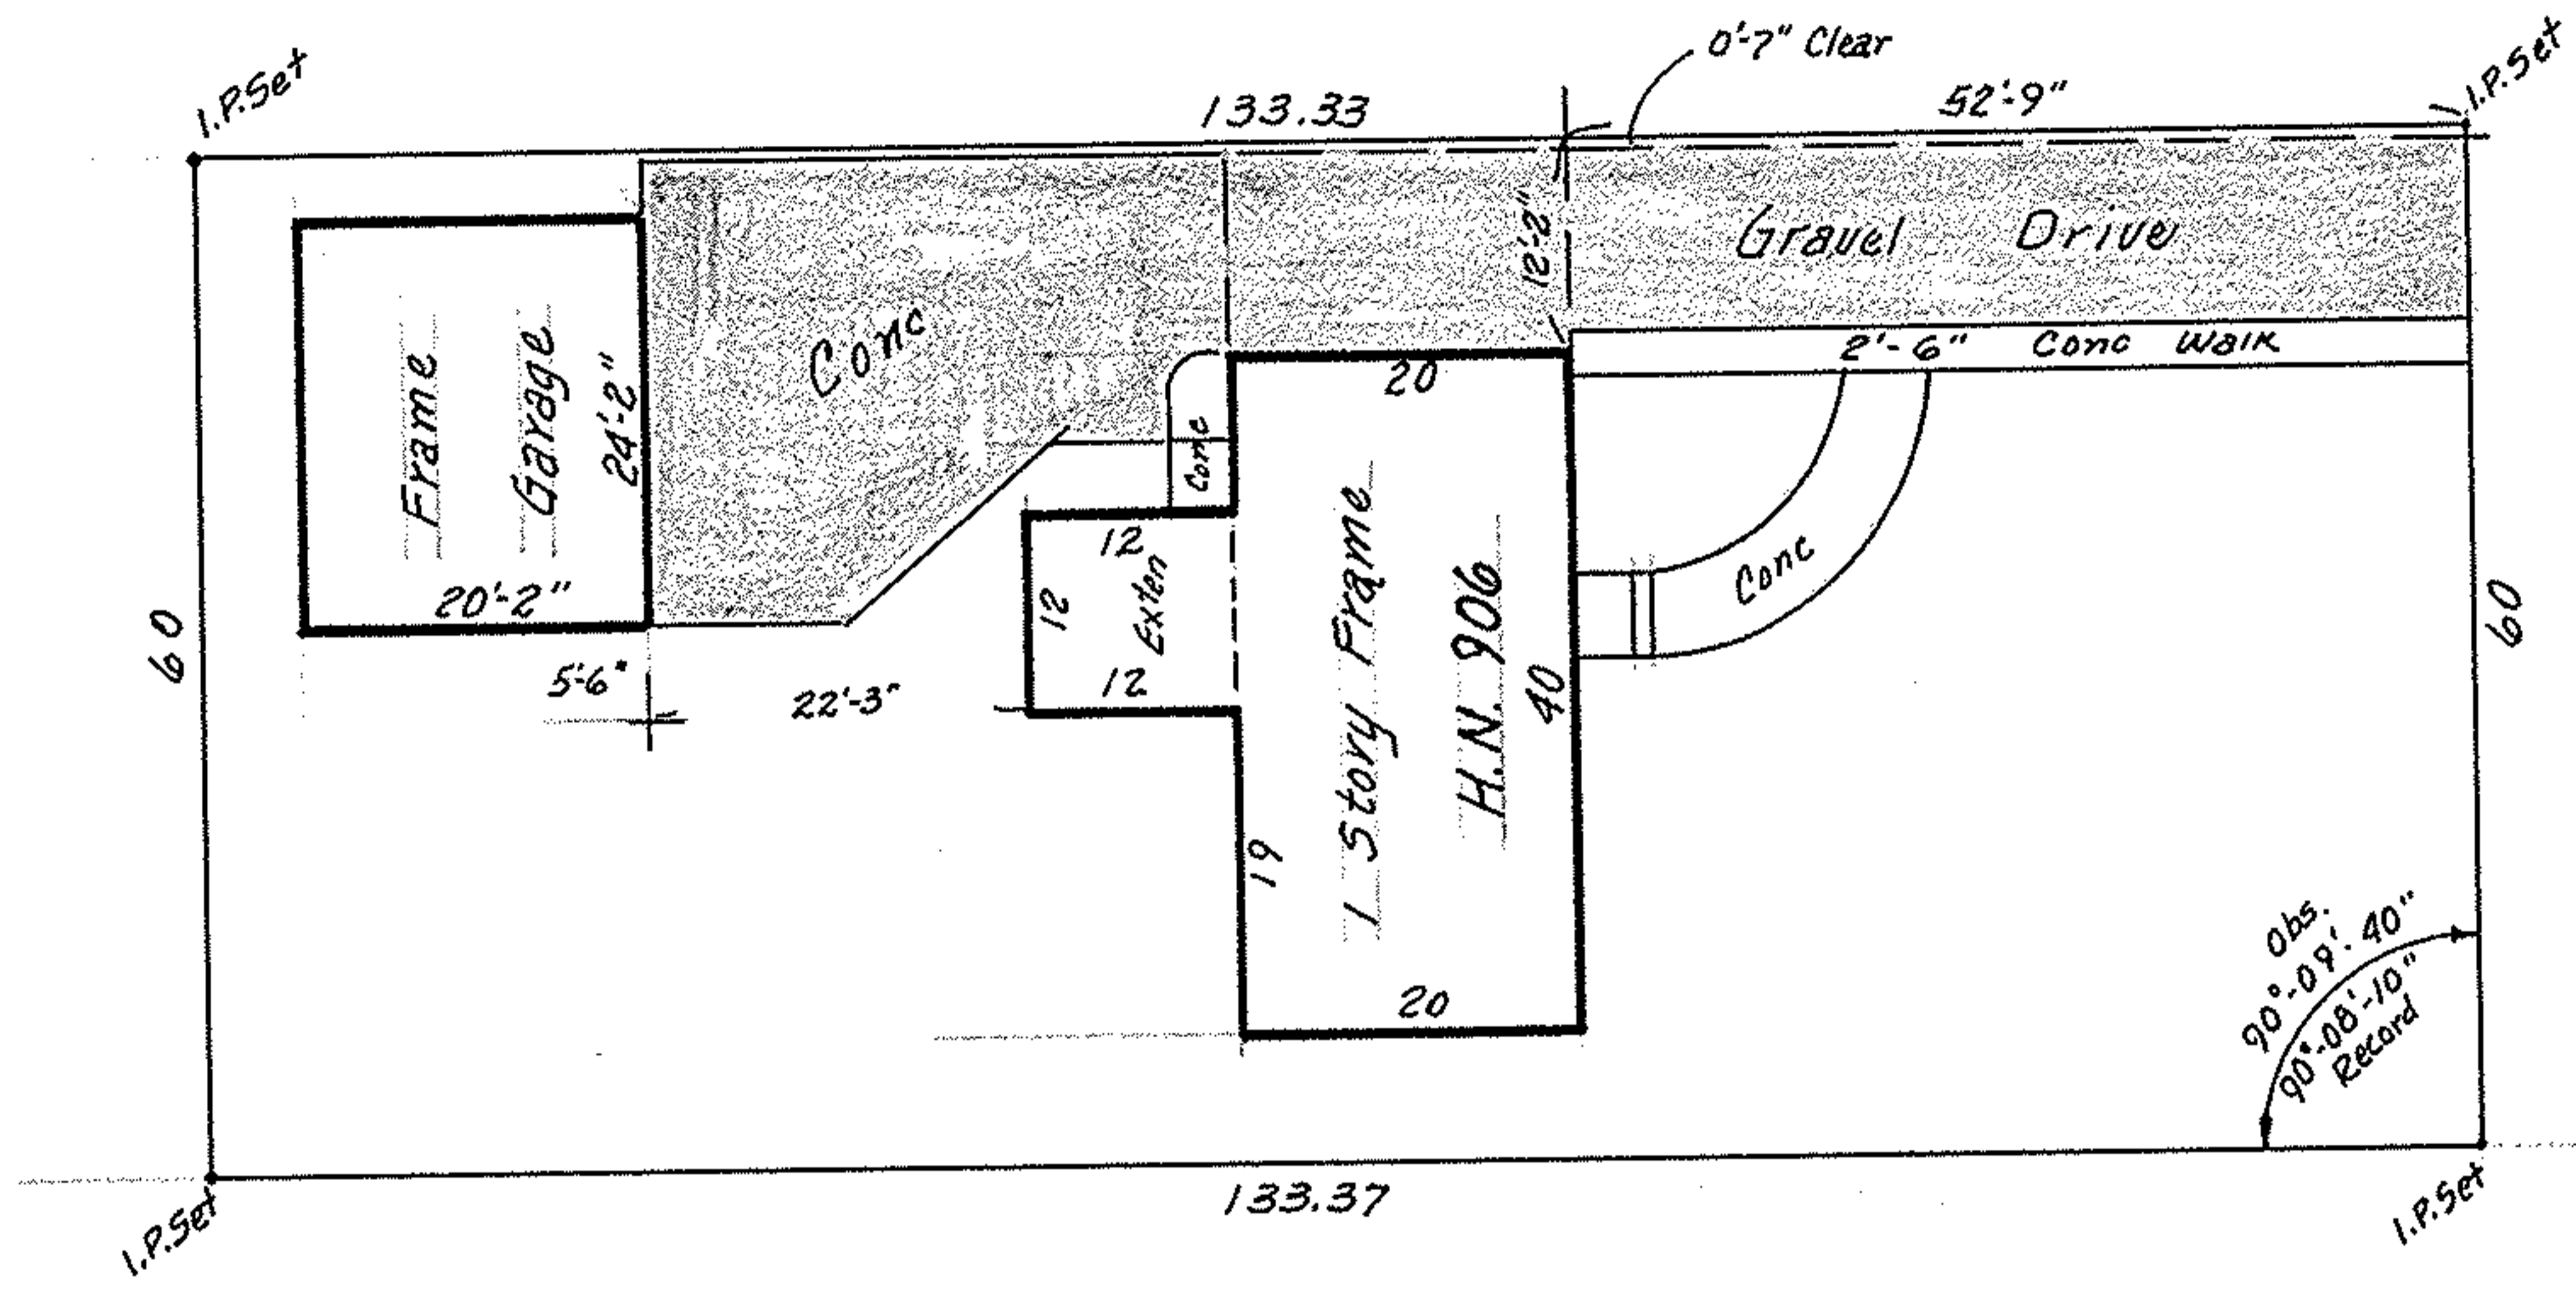 I.P.Set
133.33
0'-7" Clear
52'-9"
I.P.Set
12'-2"
Gravel Drive
2'-6" Conc Walk
Conc
Frame
Garage
24'-2"
20'-2"
20
Conc
12
Exten
12
12
1 Story Frame
H.N. 906
40
Conc
60
60
5'-6"
22'-3"
19
20
Obs.
90°-09'-40"
90°-08'-10"
Record
133.37
I.P.Set
I.P.Set